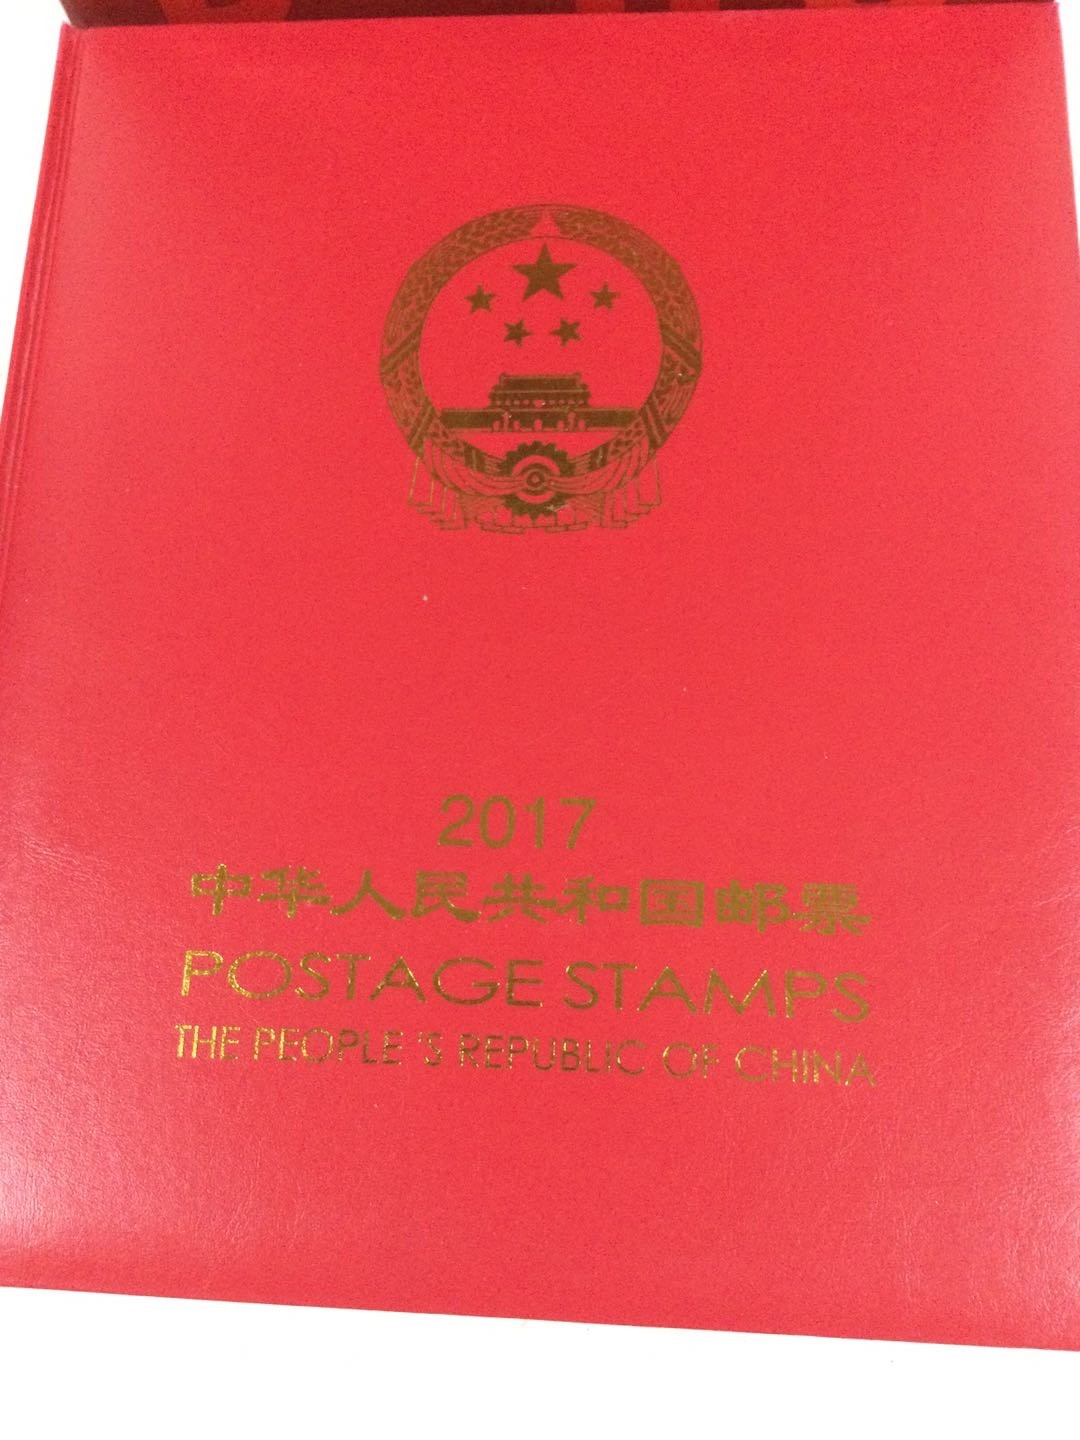 2017
中华人民共和国邮票
POSTAGE STAMPS
THE PEOPLE 'S REPUBLIC OF CHINA